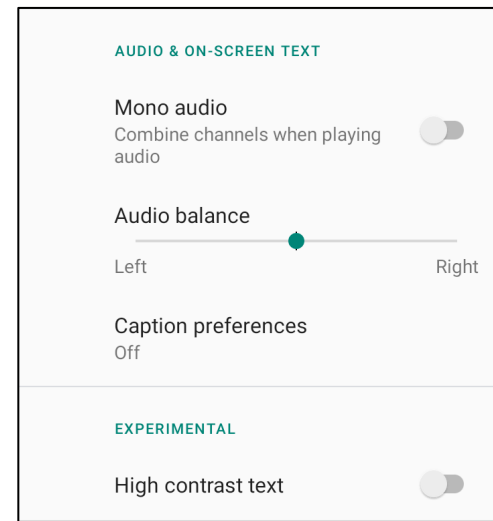 AUDIO & ON-SCREEN TEXT
Mono audio
Combine channels when playing
audio
Audio balance
Left Right
Caption preferences
Off
EXPERIMENTAL
High contrast text